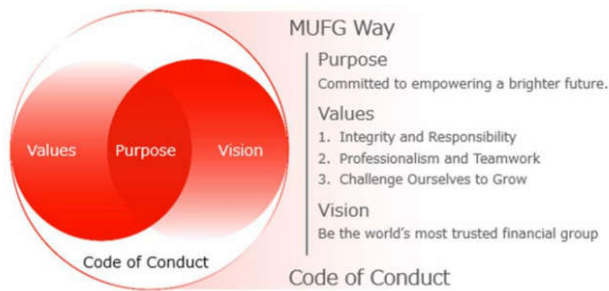 MUFG Way
Purpose
Committed to empowering a brighter future.
Values
1. Integrity and Responsibility
2. Professionalism and Teamwork
3. Challenge Ourselves to Grow
Vision
Be the world's most trusted financial group
Code of Conduct
Values
Purpose
Vision
Code of Conduct